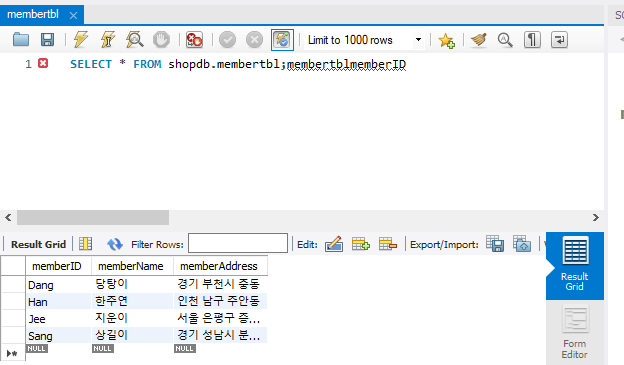 membertbl
SC
Limit to 1000 rows
1 SELECT * FROM shopdb.membertbl;membertblmemberID
Result Grid Filter Rows: Edit: Export/Import:
memberID memberName memberAddress
Dang 당탕이 경기 부천시 중동
Han 한주연 인천 남구 주안동
Jee 지운이 서울 은평구 증...
Sang 상길이 경기 성남시 분...
NULL NULL NULL
Result
Grid
Form
Editor